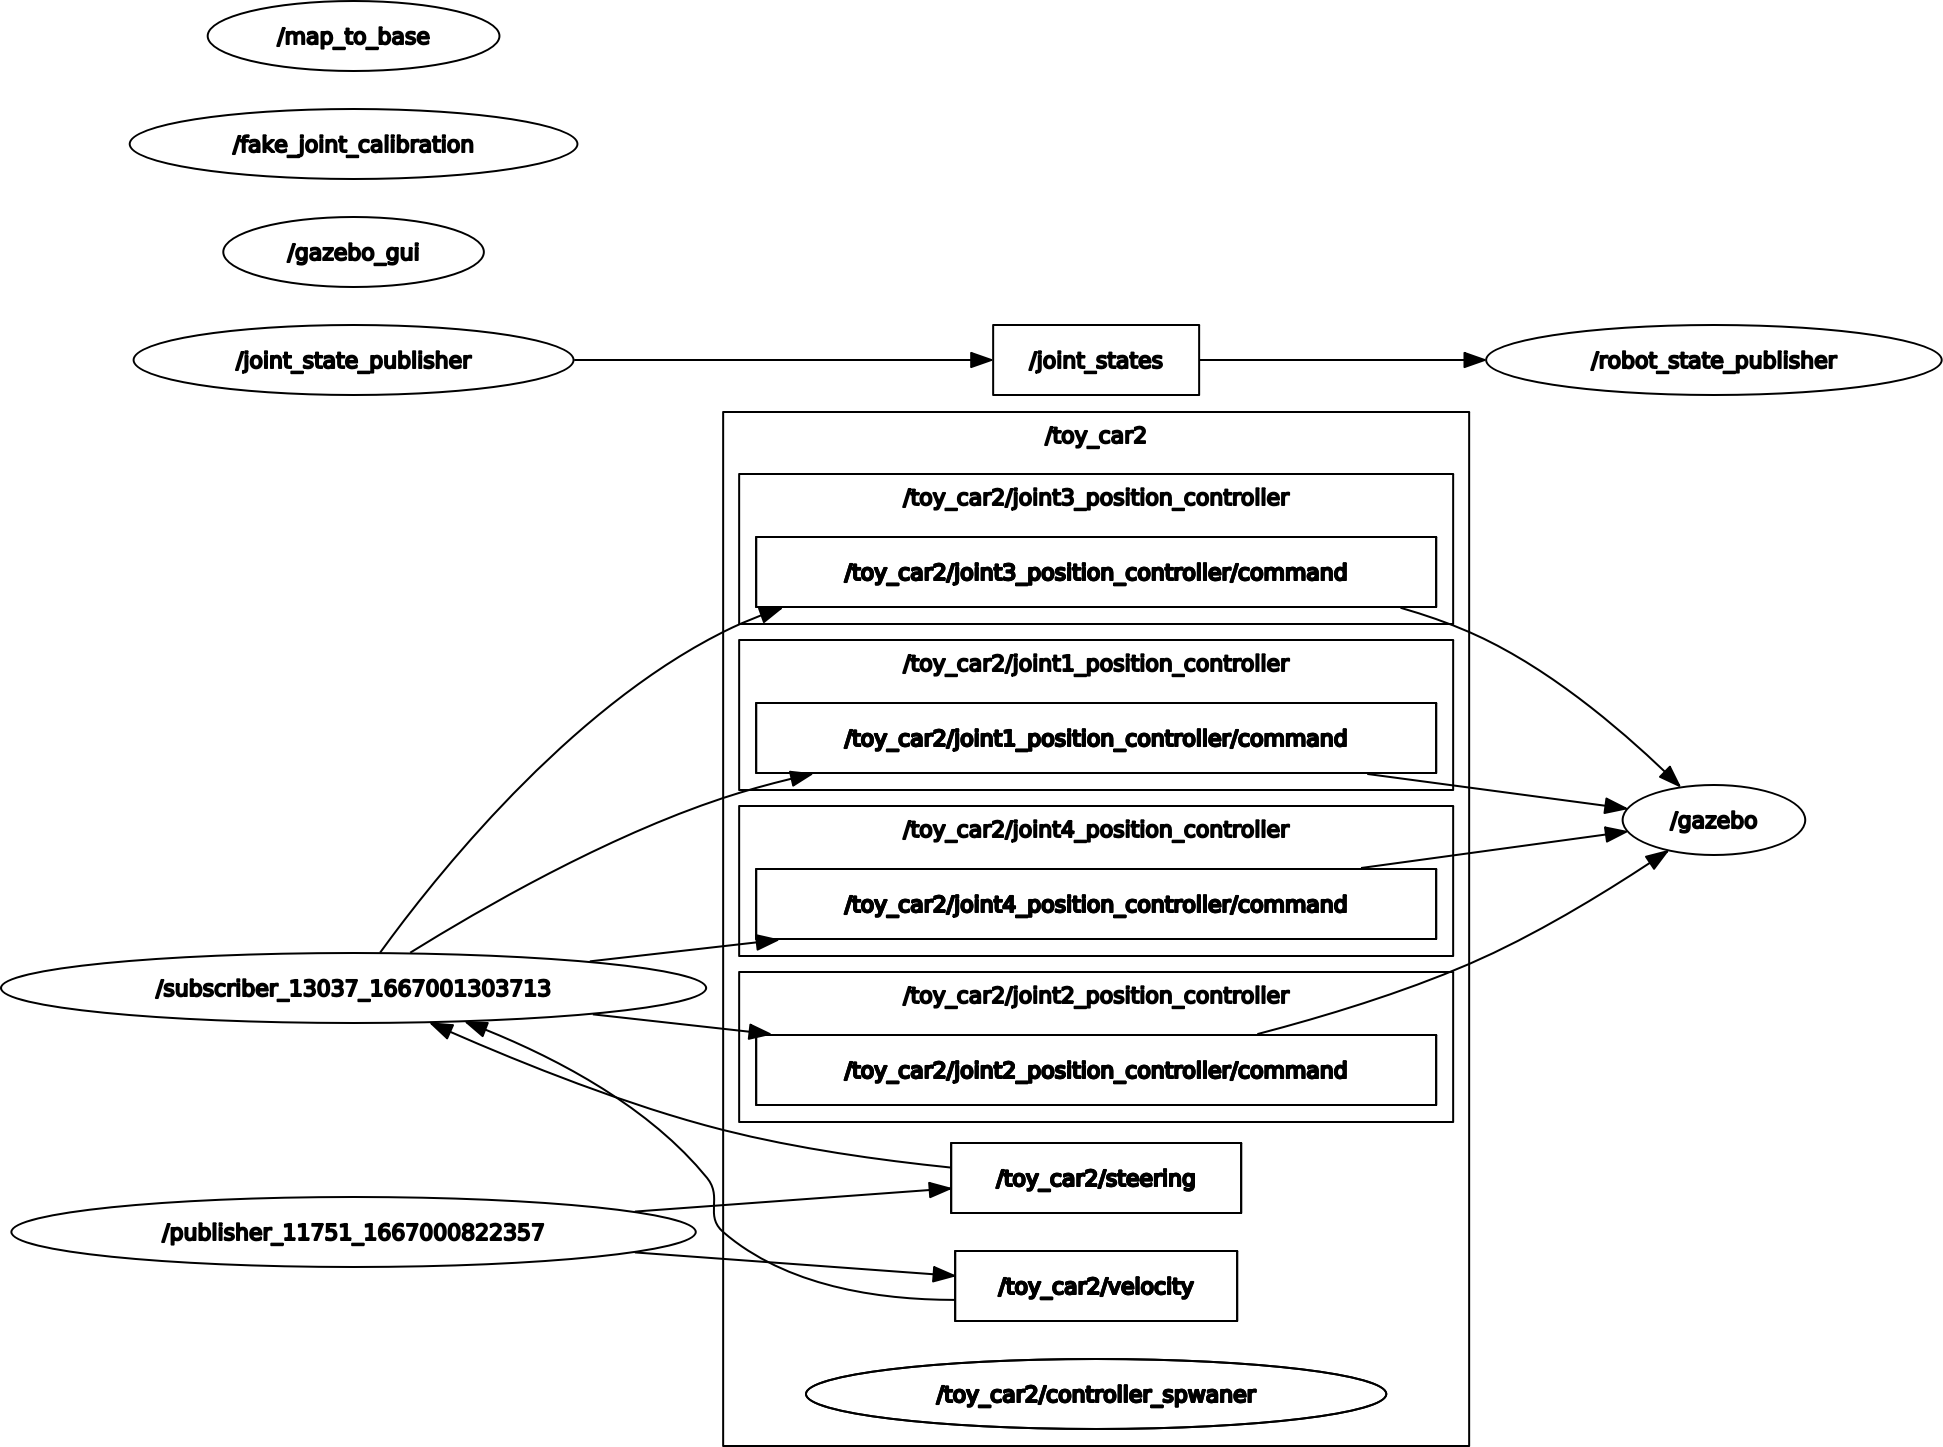 /map_to_base
/fake_joint_calibration
/gazebo_gui
/joint_state_publisher
/joint_states
/robot_state_publisher
/toy_car2
/toy_car2/joint3_position_controller
/toy_car2/joint3_position_controller/command
/toy_car2/joint1_position_controller
/toy_car2/joint1_position_controller/command
/toy_car2/joint4_position_controller
/toy_car2/joint4_position_controller/command
/gazebo
/subscriber_13037_1667001303713
/toy_car2/joint2_position_controller
/toy_car2/joint2_position_controller/command
/toy_car2/steering
/publisher_11751_1667000822357
/toy_car2/velocity
/toy_car2/controller_spwaner